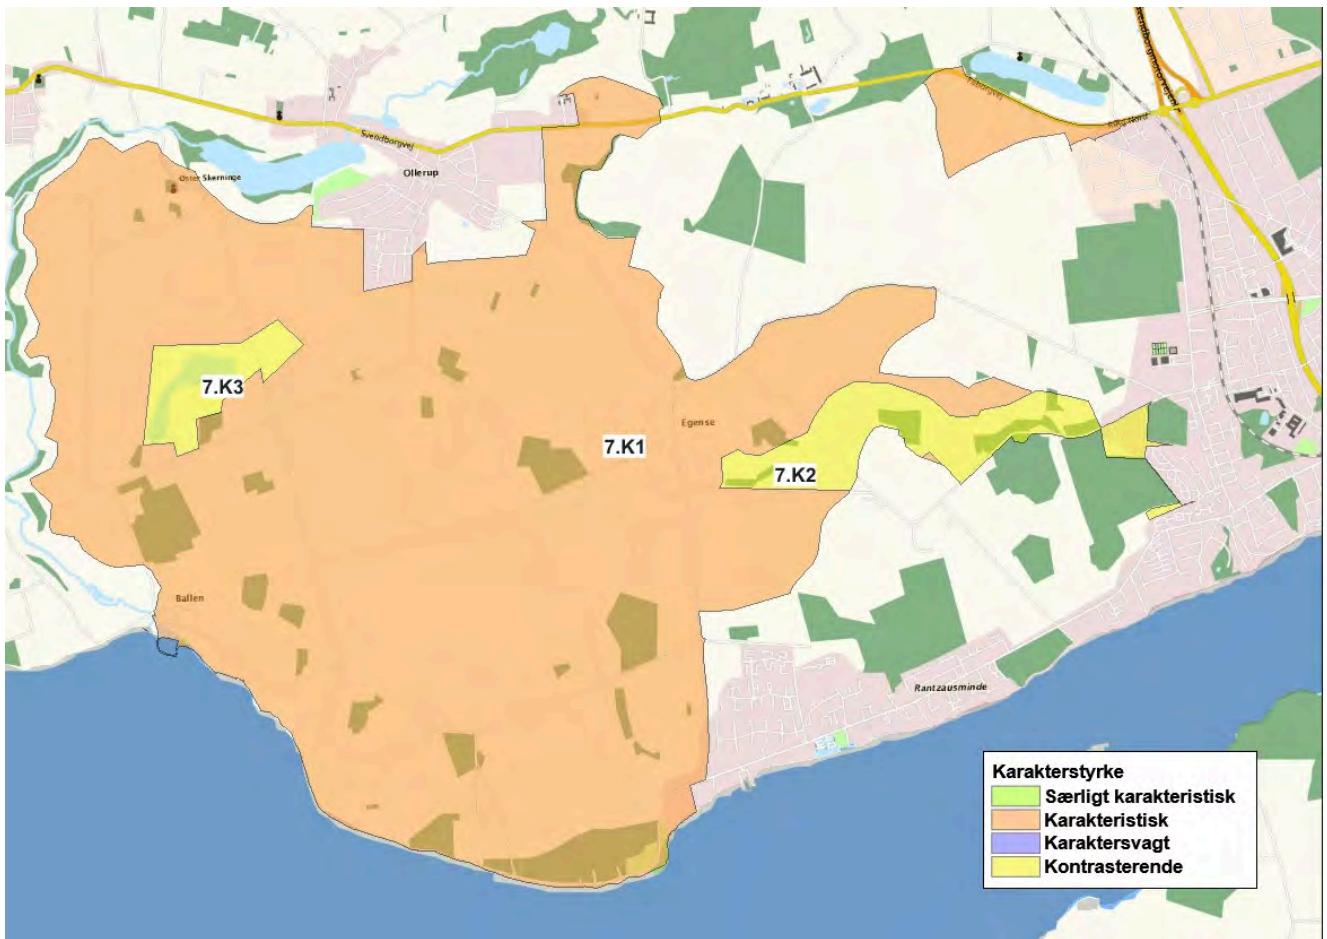 Svendborgvej
Ollerup
Øster Skerninge
7.K3
7.K1
Egense
7.K2
Ballen
Rantzausminde
Karakterstyrke
Særligt karakteristisk
Karakteristisk
Karaktersvagt
Kontrasterende